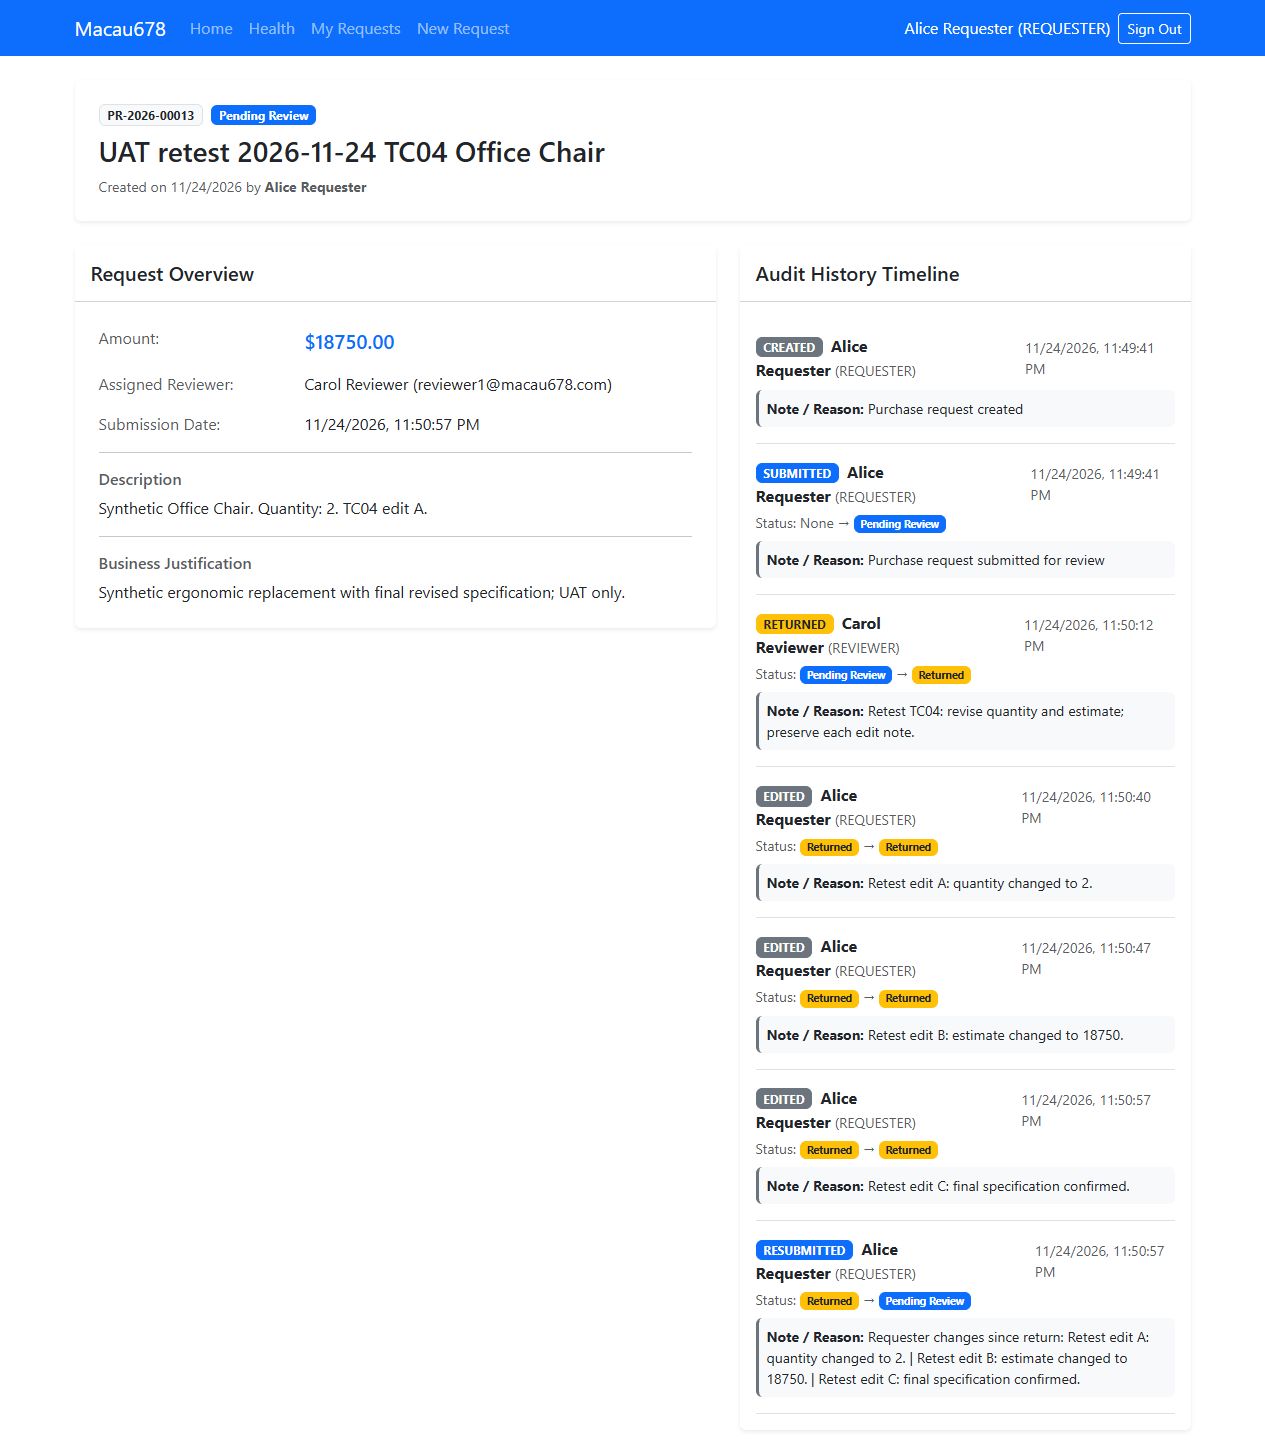 Macau678 Home Health My Requests New Request Alice Requester (REQUESTER) Sign Out
PR-2026-00013 Pending Review
UAT retest 2026-11-24 TC04 Office Chair
Created on 11/24/2026 by Alice Requester
Request Overview
Amount: $18750.00
Assigned Reviewer: Carol Reviewer (reviewer1@macau678.com)
Submission Date: 11/24/2026, 11:50:57 PM
Description
Synthetic Office Chair. Quantity: 2. TC04 edit A.
Business Justification
Synthetic ergonomic replacement with final revised specification; UAT only.
Audit History Timeline
CREATED Alice
Requester (REQUESTER)
11/24/2026, 11:49:41
PM
Note / Reason: Purchase request created
SUBMITTED Alice
Requester (REQUESTER)
11/24/2026, 11:49:41
PM
Status: None → Pending Review
Note / Reason: Purchase request submitted for review
RETURNED Carol
Reviewer (REVIEWER)
11/24/2026, 11:50:12
PM
Status: Pending Review → Returned
Note / Reason: Retest TC04: revise quantity and estimate;
preserve each edit note.
EDITED Alice
Requester (REQUESTER)
11/24/2026, 11:50:40
PM
Status: Returned → Returned
Note / Reason: Retest edit A: quantity changed to 2.
EDITED Alice
Requester (REQUESTER)
11/24/2026, 11:50:47
PM
Status: Returned → Returned
Note / Reason: Retest edit B: estimate changed to 18750.
EDITED Alice
Requester (REQUESTER)
11/24/2026, 11:50:57
PM
Status: Returned → Returned
Note / Reason: Retest edit C: final specification confirmed.
RESUBMITTED Alice
Requester (REQUESTER)
11/24/2026, 11:50:57
PM
Status: Returned → Pending Review
Note / Reason: Requester changes since return: Retest edit A:
quantity changed to 2. | Retest edit B: estimate changed to
18750. | Retest edit C: final specification confirmed.